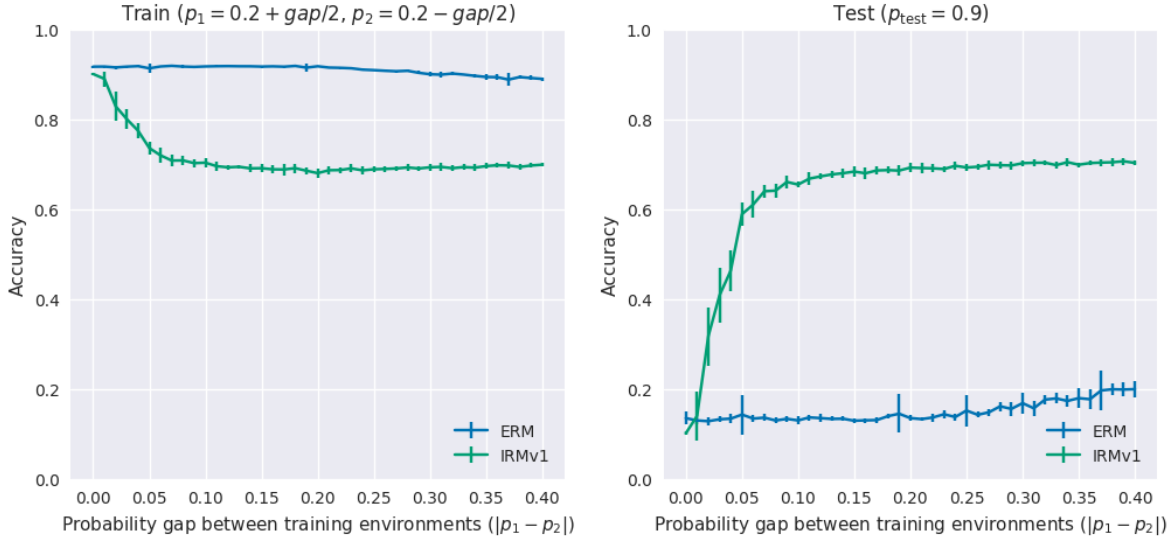 Train (p₁ = 0.2 + gap/2, p₂ = 0.2 − gap/2)
1.0
0.8
0.6
0.4
0.2
0.0
Accuracy
ERM
IRMv1
0.00 0.05 0.10 0.15 0.20 0.25 0.30 0.35 0.40
Probability gap between training environments (|p₁ − p₂|)
Test (p_test = 0.9)
1.0
0.8
0.6
0.4
0.2
0.0
Accuracy
ERM
IRMv1
0.00 0.05 0.10 0.15 0.20 0.25 0.30 0.35 0.40
Probability gap between training environments (|p₁ − p₂|)